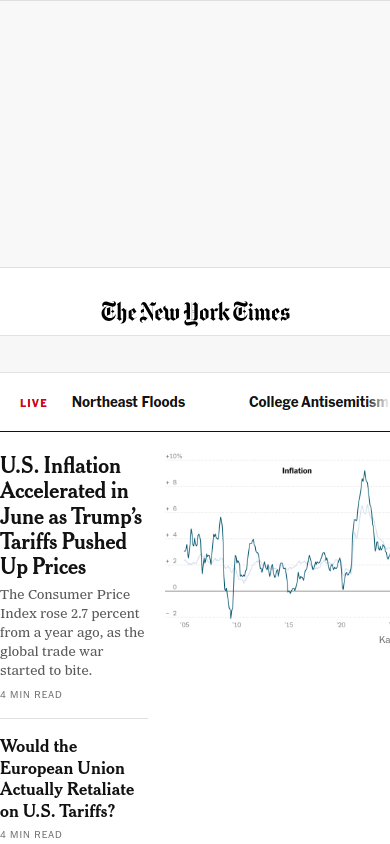 The New York Times
LIVE
Northeast Floods
College Antisemitism
U.S. Inflation
Accelerated in
June as Trump's
Tariffs Pushed
Up Prices
The Consumer Price
Index rose 2.7 percent
from a year ago, as the
global trade war
started to bite.
4 MIN READ
+10%
Inflation
+ 8
+ 6
+ 4
+ 2
0
– 2
'05
'10
'15
'20
Ka
Would the
European Union
Actually Retaliate
on U.S. Tariffs?
4 MIN READ